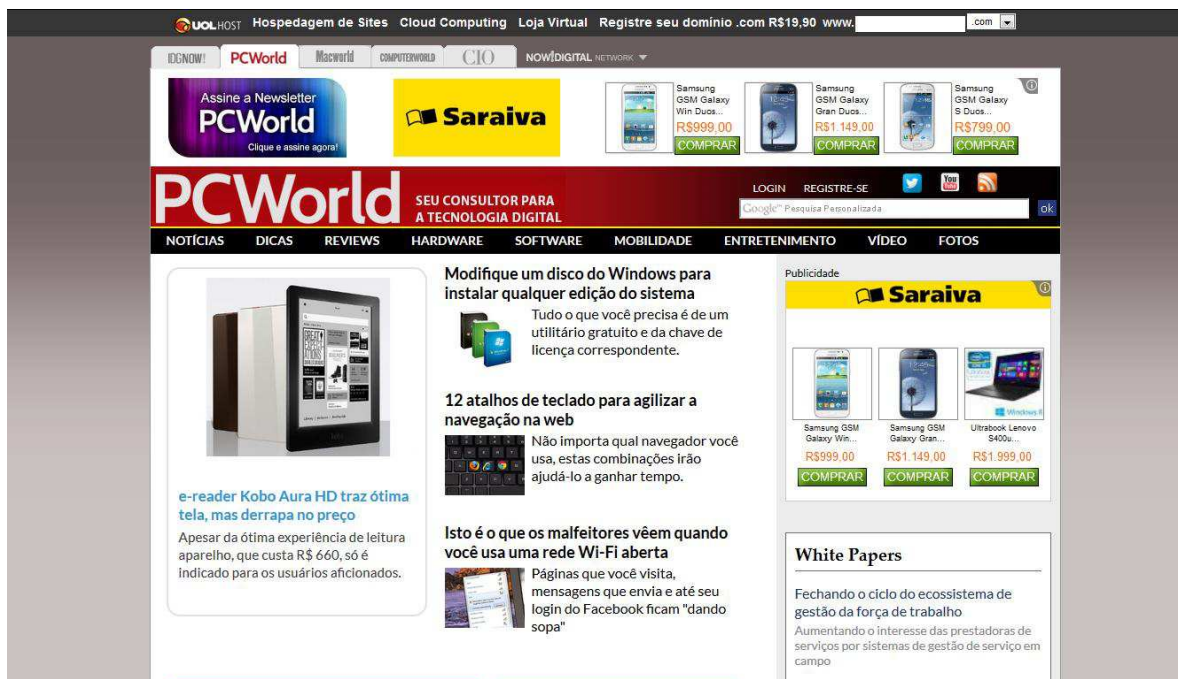 UOL HOST Hospedagem de Sites Cloud Computing Loja Virtual Registre seu domínio .com R$19,90 www. .com
IDGNOW! PCWorld Macworld COMPUTERWORLD CIO NOW!DIGITAL NETWORK
Assine a Newsletter
PCWorld
Clique e assine agora!
Saraiva
Samsung
GSM Galaxy
Win Duos...
R$999,00
COMPRAR
Samsung
GSM Galaxy
Gran Duos...
R$1.149,00
COMPRAR
Samsung
GSM Galaxy
S Duos...
R$799,00
COMPRAR
PCWorld
SEU CONSULTOR PARA
A TECNOLOGIA DIGITAL
LOGIN REGISTRE-SE
You Tube
Google™ Pesquisa Personalizada ok
NOTÍCIAS DICAS REVIEWS HARDWARE SOFTWARE MOBILIDADE ENTRETENIMENTO VÍDEO FOTOS
GREAT
EXPECT
ATIONS
kobo
e-reader Kobo Aura HD traz ótima
tela, mas derrapa no preço
Apesar da ótima experiência de leitura
aparelho, que custa R$ 660, só é
indicado para os usuários aficionados.
Modifique um disco do Windows para
instalar qualquer edição do sistema
Tudo o que você precisa é de um
utilitário gratuito e da chave de
licença correspondente.
12 atalhos de teclado para agilizar a
navegação na web
Não importa qual navegador você
usa, estas combinações irão
ajudá-lo a ganhar tempo.
Isto é o que os malfeitores vêem quando
você usa uma rede Wi-Fi aberta
Páginas que você visita,
mensagens que envia e até seu
login do Facebook ficam "dando
sopa"
Publicidade
Saraiva
Windows 8
Samsung GSM
Galaxy Win...
R$999,00
COMPRAR
Samsung GSM
Galaxy Gran...
R$1.149,00
COMPRAR
Ultrabook Lenovo
S400u...
R$1.999,00
COMPRAR
White Papers
Fechando o ciclo do ecossistema de
gestão da força de trabalho
Aumentando o interesse das prestadoras de
serviços por sistemas de gestão de serviço em
campo